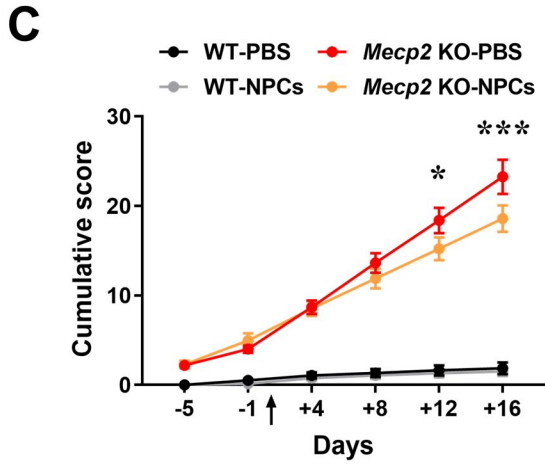 C
WT-PBS Mecp2 KO-PBS
WT-NPCs Mecp2 KO-NPCs
Cumulative score
30
20
10
0
* ***
-5 -1 +4 +8 +12 +16
Days